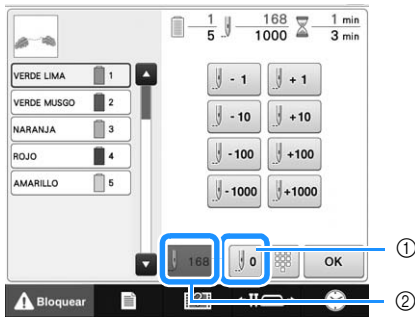 1 168 1 min
5 1000 3 min
VERDE LIMA 1
VERDE MUSGO 2
NARANJA 3
ROJO 4
AMARILLO 5
- 1 + 1
- 10 +10
-100 +100
-1000 +1000
168 0 OK
①
②
Bloquear